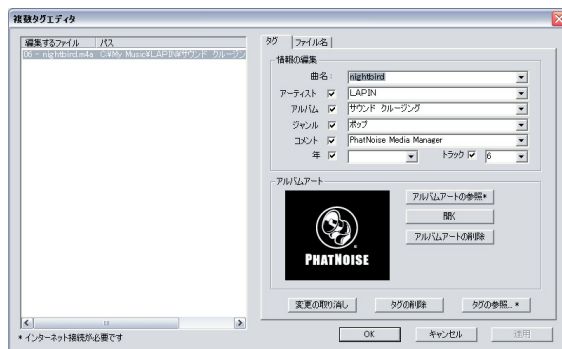 複数タグエディタ
編集するファイル パス
06 - nightbird.m4a C:¥My Music¥LAPIN¥サウンド クルージング
タグ ファイル名
情報の編集
曲名: nightbird
アーティスト LAPIN
アルバム サウンド クルージング
ジャンル ポップ
コメント PhatNoise Media Manager
年 トラック 6
アルバムアート
PHATNOISE
アルバムアートの参照*
開く
アルバムアートの削除
変更の取り消し タグの削除 タグの参照...*
* インターネット接続が必要です
OK キャンセル 適用